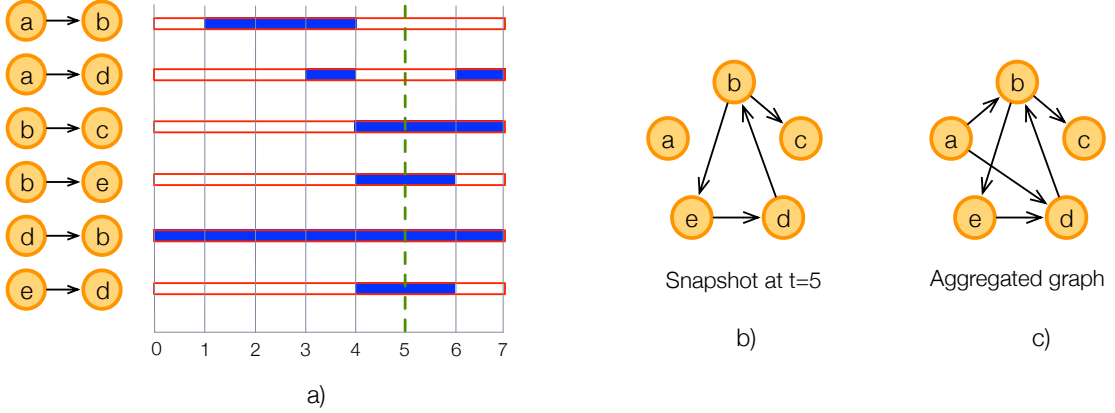 a b
a d
b c
b e
d b
e d
0 1 2 3 4 5 6 7
a)
b
a
c
e
d
Snapshot at t=5
b)
b
a
c
e
d
Aggregated graph
c)